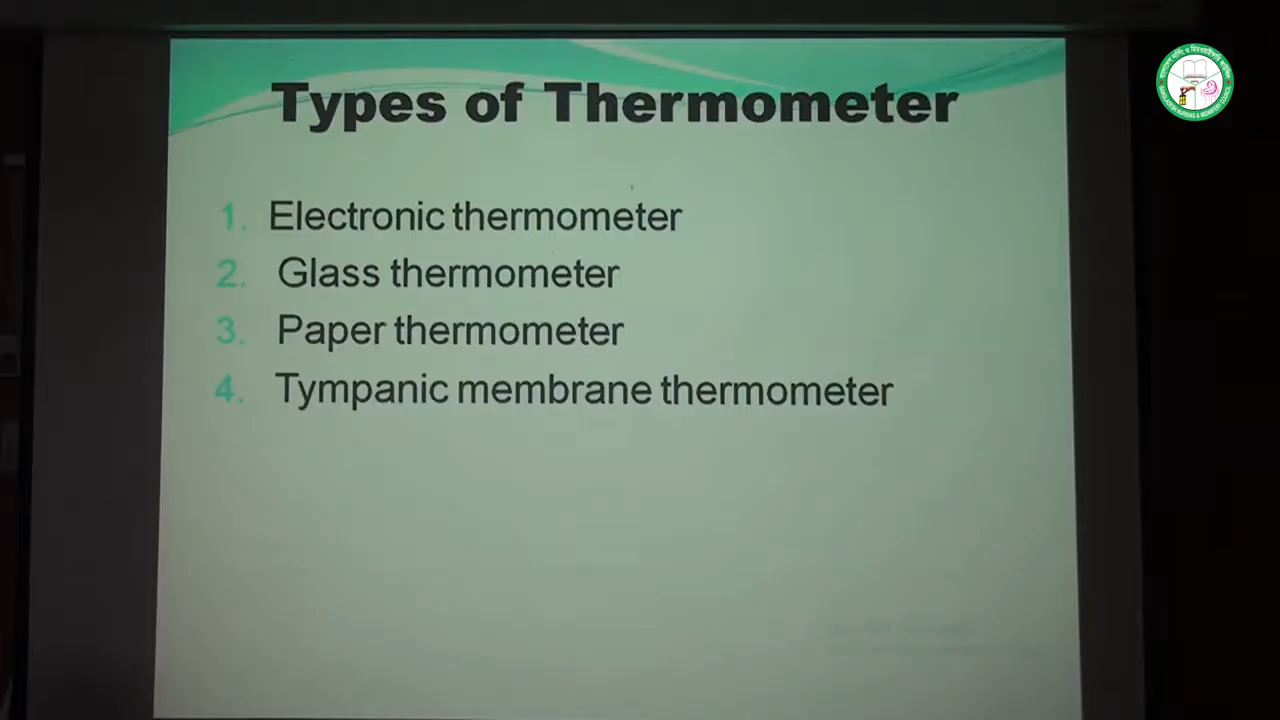 Types of Thermometer
1. Electronic thermometer
2. Glass thermometer
3. Paper thermometer
4. Tympanic membrane thermometer